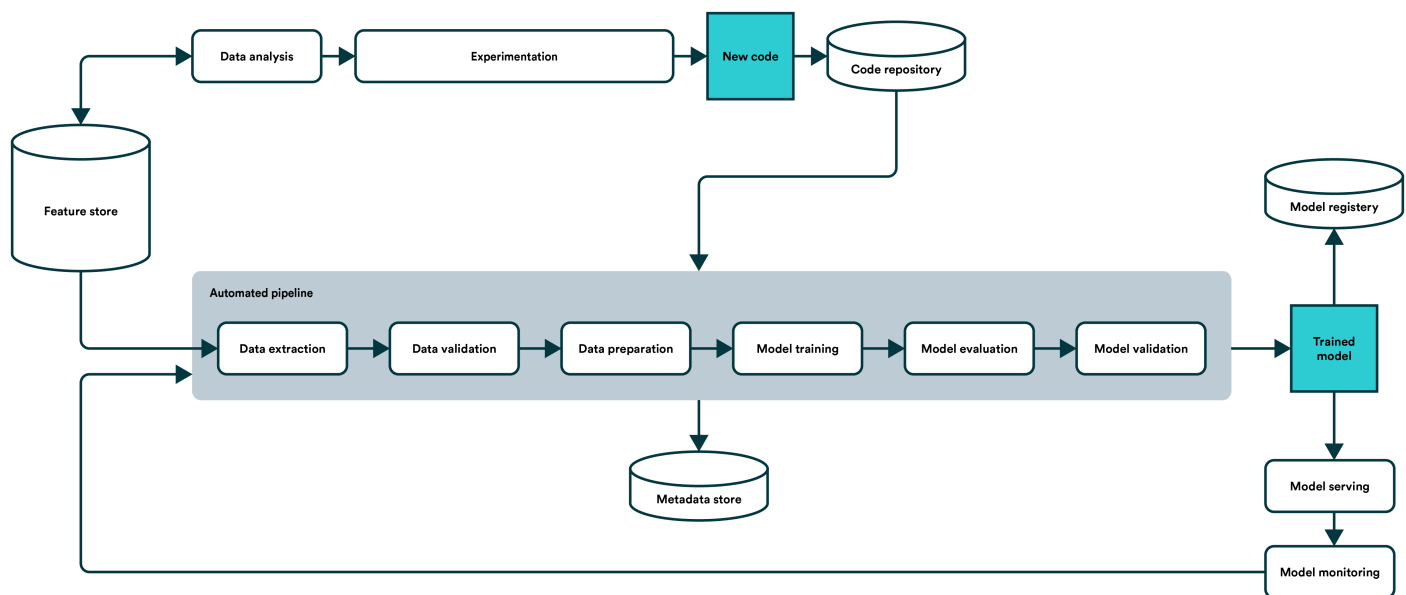 Data analysis
Experimentation
New code
Code repository
Feature store
Model registery
Automated pipeline
Data extraction
Data validation
Data preparation
Model training
Model evaluation
Model validation
Trained
model
Metadata store
Model serving
Model monitoring